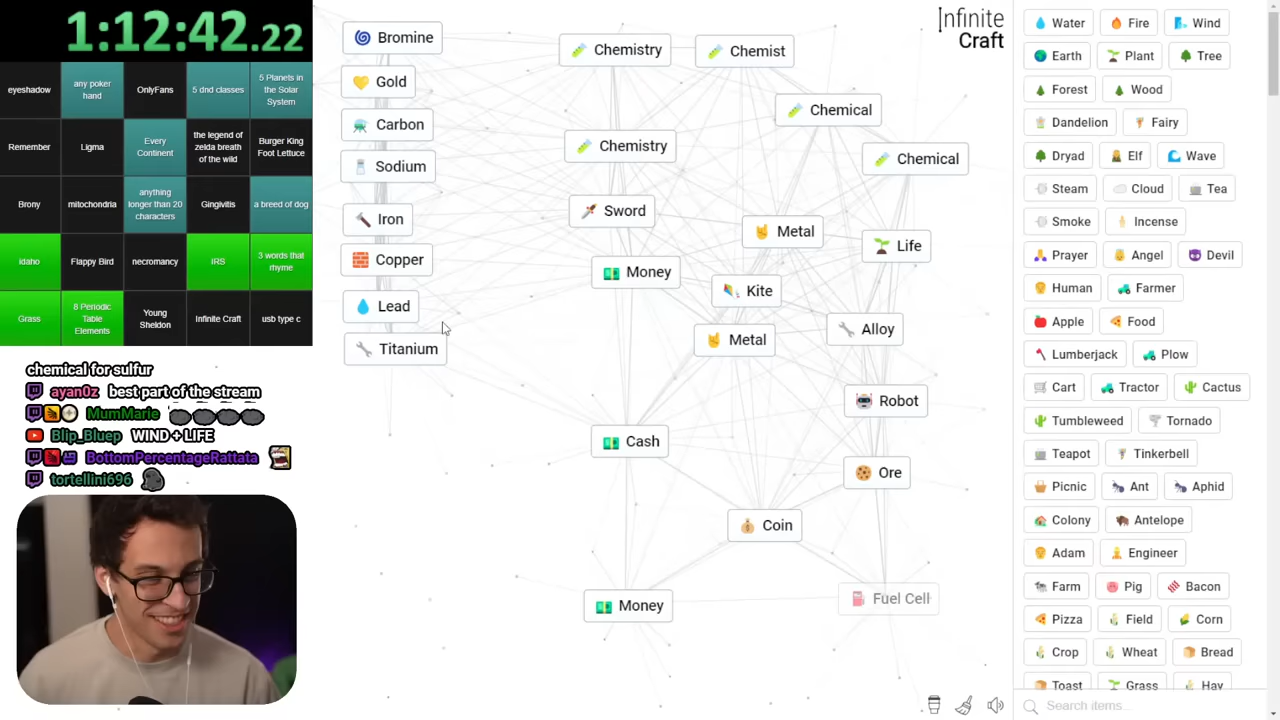 1:12:42.22
eyeshadow
any poker
hand
OnlyFans
5 dnd classes
5 Planets in
the Solar
System
Remember
Ligma
Every
Continent
the legend of
zelda breath
of the wild
Burger King
Foot Lettuce
Brony
mitochondria
anything
longer than 20
characters
Gingivitis
a breed of dog
idaho
Flappy Bird
necromancy
IRS
3 words that
rhyme
Grass
8 Periodic
Table
Elements
Young
Sheldon
Infinite Craft
usb type c
chemical for sulfur
ayan0z best part of the stream
MumMarie
Blip_Bluep WIND + LIFE
BottomPercentageRattata
tortellini696
Bromine
Gold
Carbon
Sodium
Iron
Copper
Lead
Titanium
Chemistry
Chemist
Chemical
Chemistry
Chemical
Sword
Metal
Life
Money
Kite
Alloy
Metal
Robot
Cash
Ore
Coin
Money
Fuel Cell
Infinite
Craft
Water
Fire
Wind
Earth
Plant
Tree
Forest
Wood
Dandelion
Fairy
Dryad
Elf
Wave
Steam
Cloud
Tea
Smoke
Incense
Prayer
Angel
Devil
Human
Farmer
Apple
Food
Lumberjack
Plow
Cart
Tractor
Cactus
Tumbleweed
Tornado
Teapot
Tinkerbell
Picnic
Ant
Aphid
Colony
Antelope
Adam
Engineer
Farm
Pig
Bacon
Pizza
Field
Corn
Crop
Wheat
Bread
Toast
Grass
Hay
Search items...